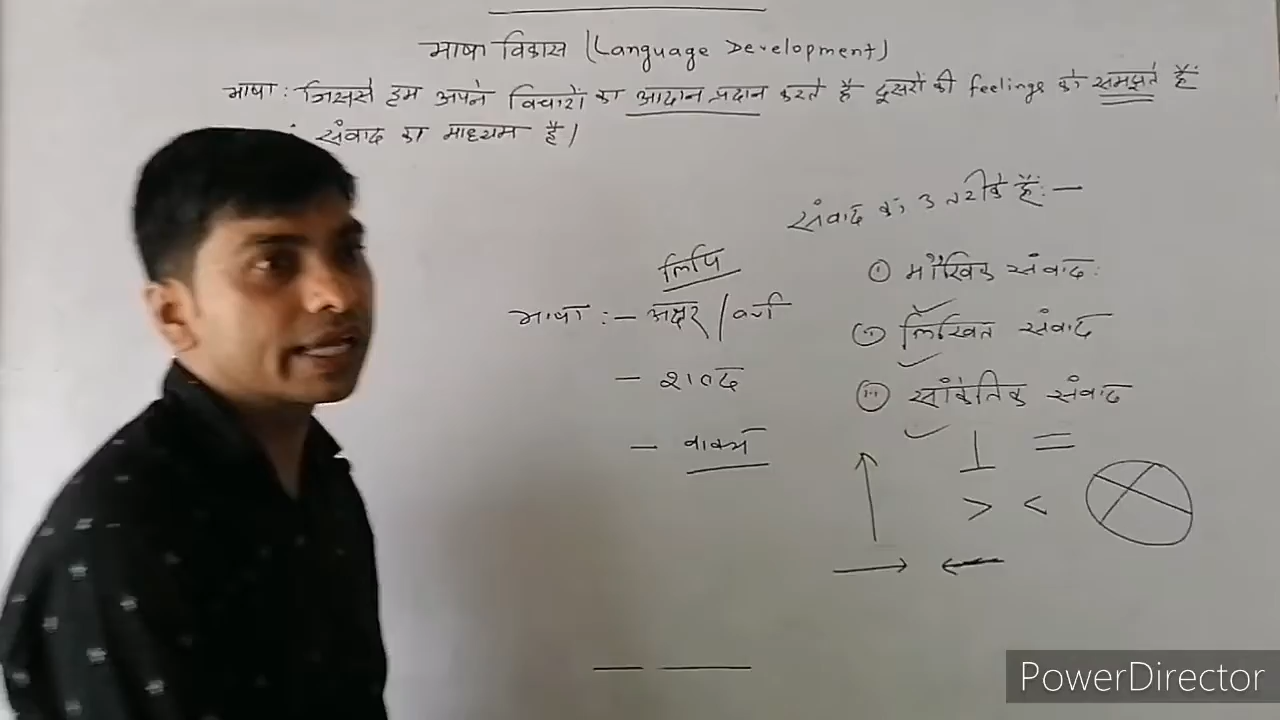 भाषा विकास (Language Development)
भाषा : जिससे हम अपने विचारों का आदान प्रदान करते है दूसरों की feelings को समझते हैं
संवाद का माध्यम है।
संवाद के 3 तरीके हैं: —
लिपि
① मौखिक संवाद:
भाषा : — अक्षर / वर्ण
② लिखित संवाद
— शब्द
③ सांकेतिक संवाद
— वाक्य
⊥ =
↑ > < ⊗
→ ←
PowerDirector